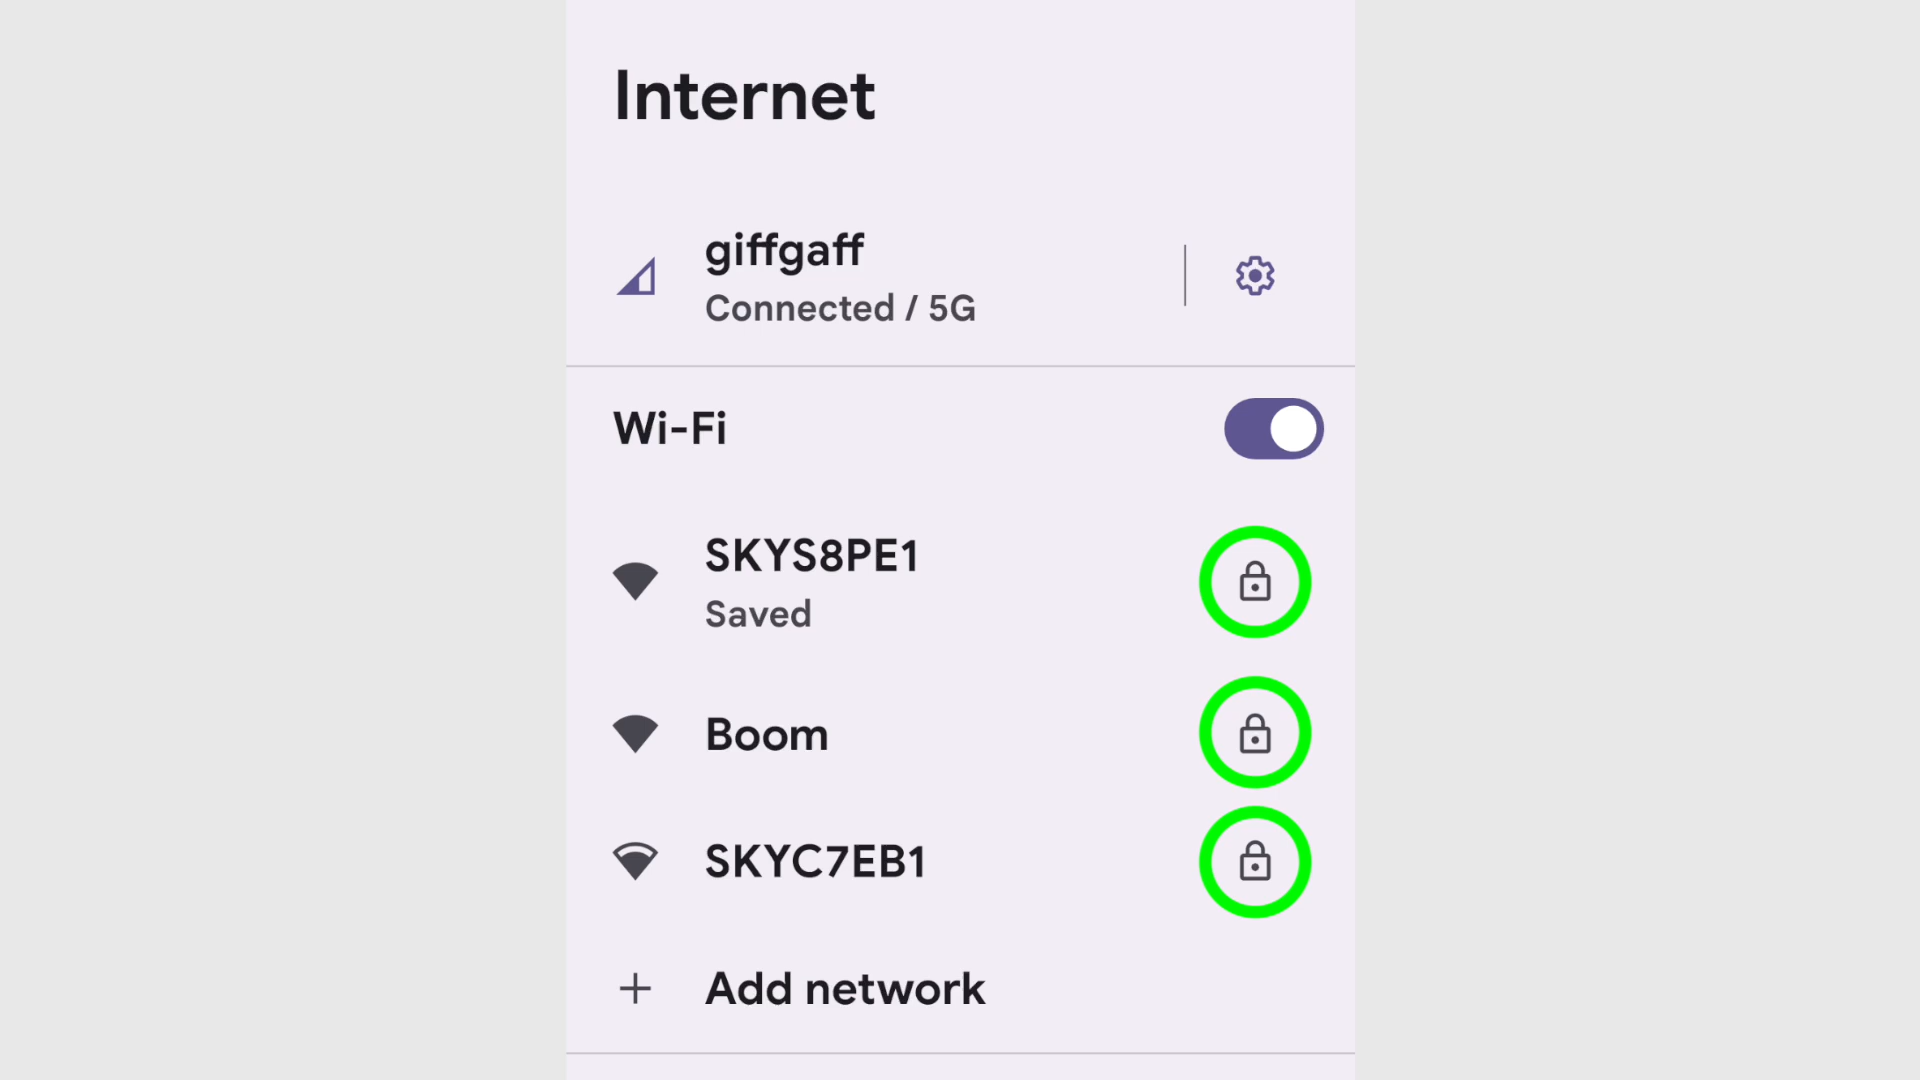 Internet
giffgaff
Connected / 5G
Wi-Fi
SKYS8PE1
Saved
Boom
SKYC7EB1
Add network